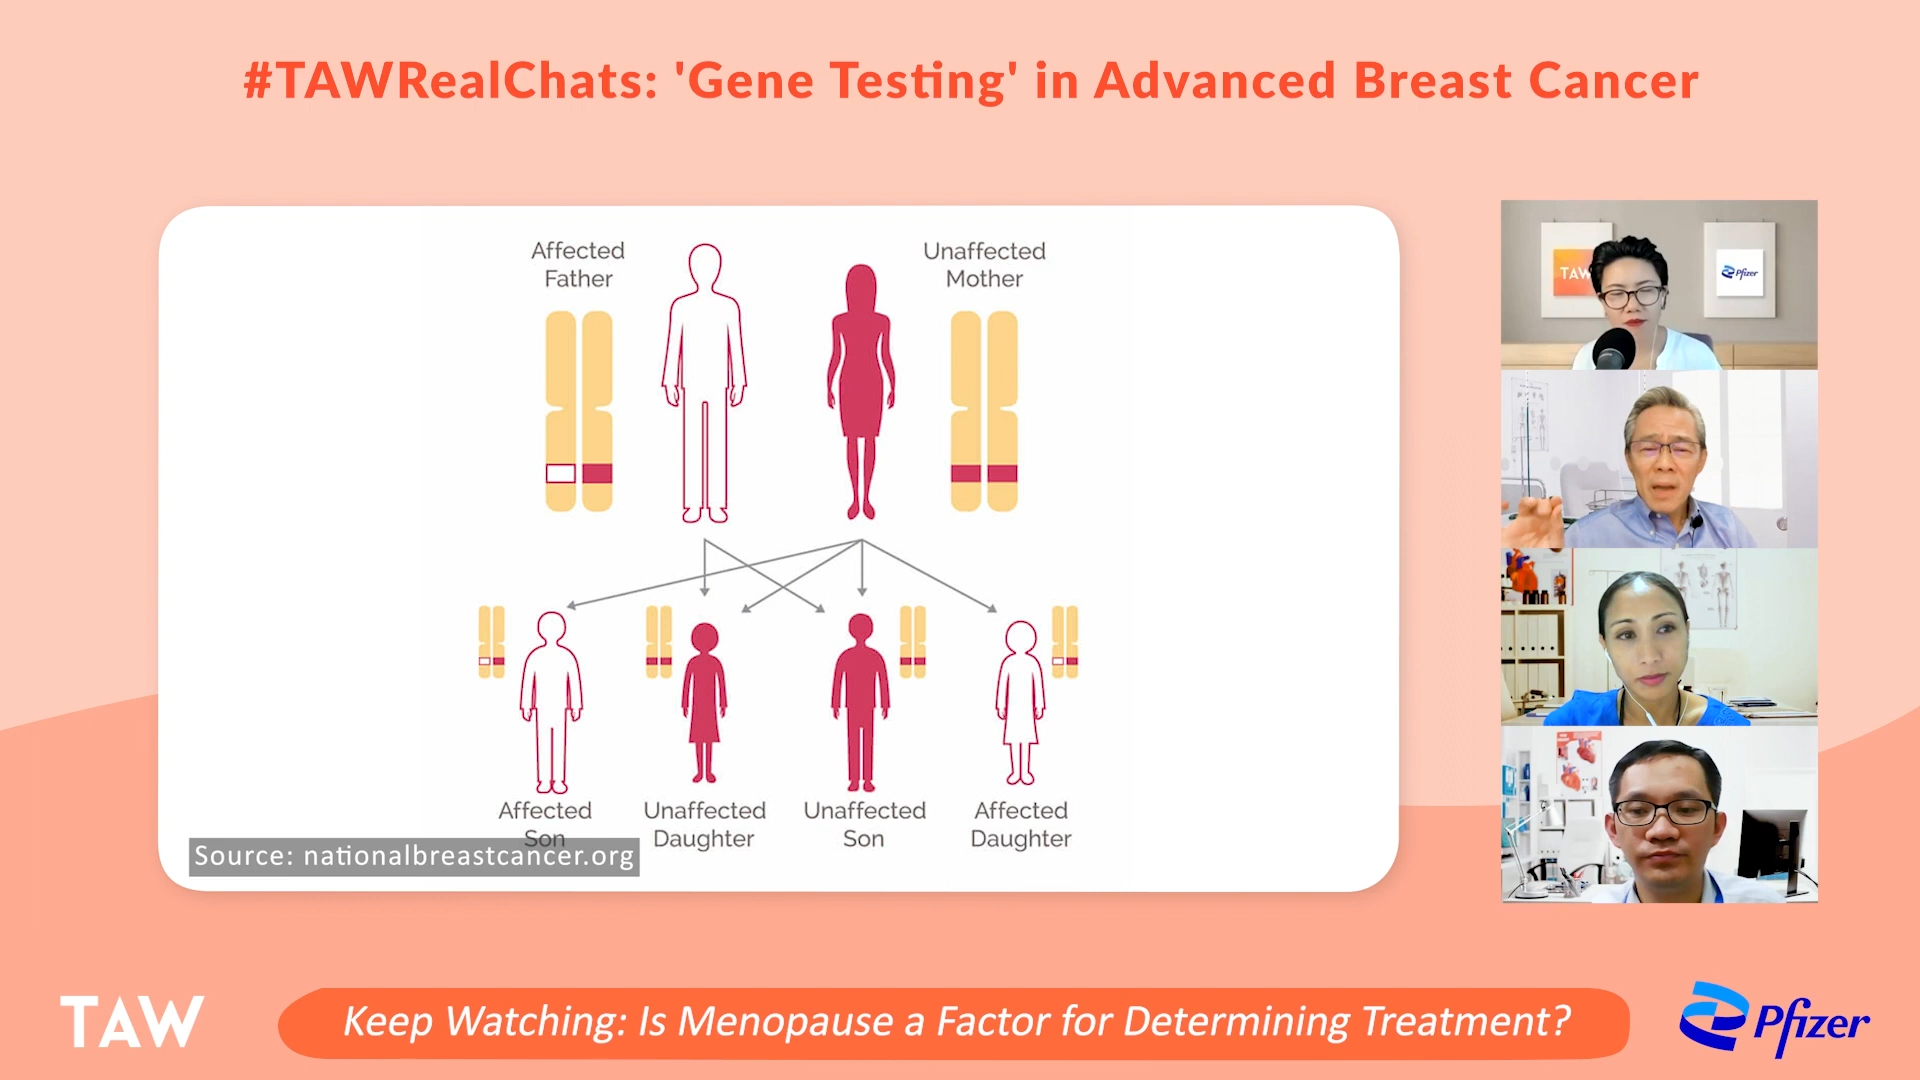 #TAWRealChats: 'Gene Testing' in Advanced Breast Cancer
Affected
Father
Unaffected
Mother
Affected
Son
Unaffected
Daughter
Unaffected
Son
Affected
Daughter
Source: nationalbreastcancer.org
TAW
Pfizer
TAW
Keep Watching: Is Menopause a Factor for Determining Treatment?
Pfizer